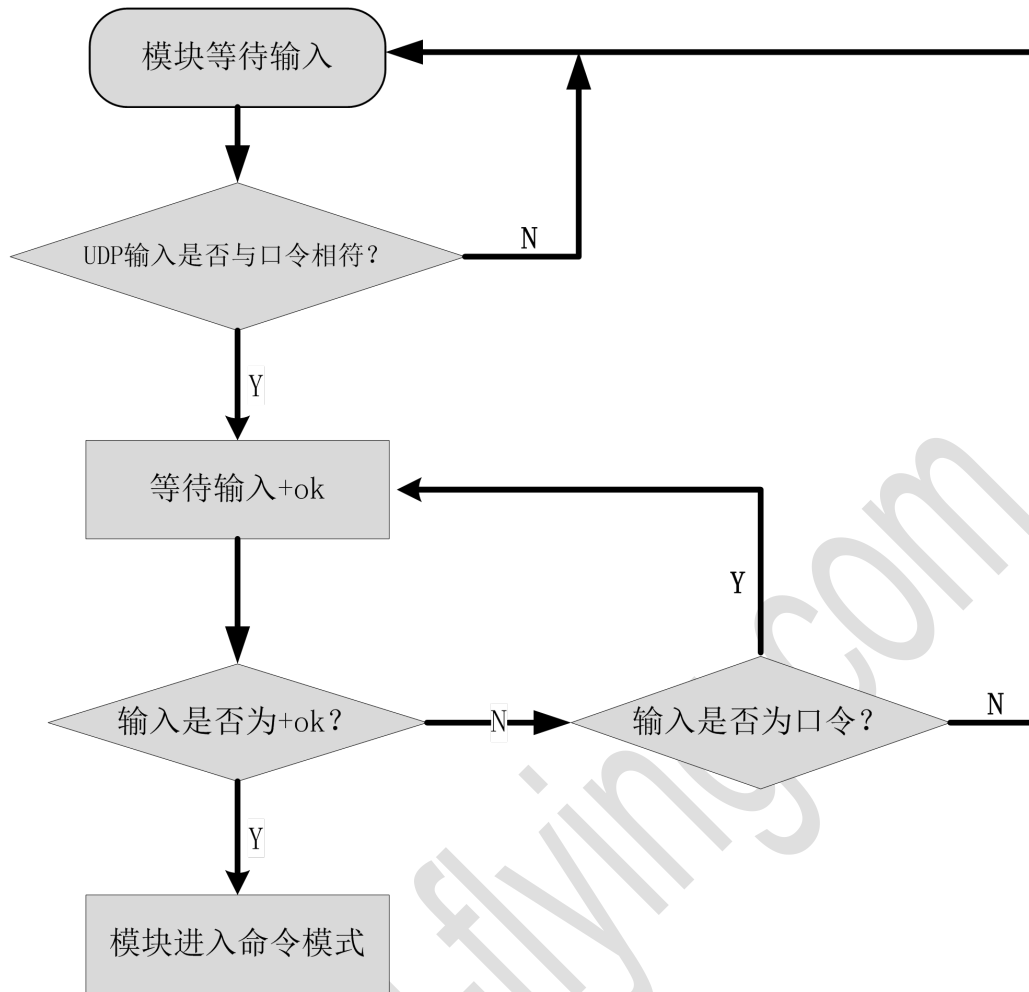 模块等待输入
UDP输入是否与口令相符？
N
Y
等待输入+ok
Y
输入是否为+ok？
N
输入是否为口令？
N
Y
模块进入命令模式
flying.com